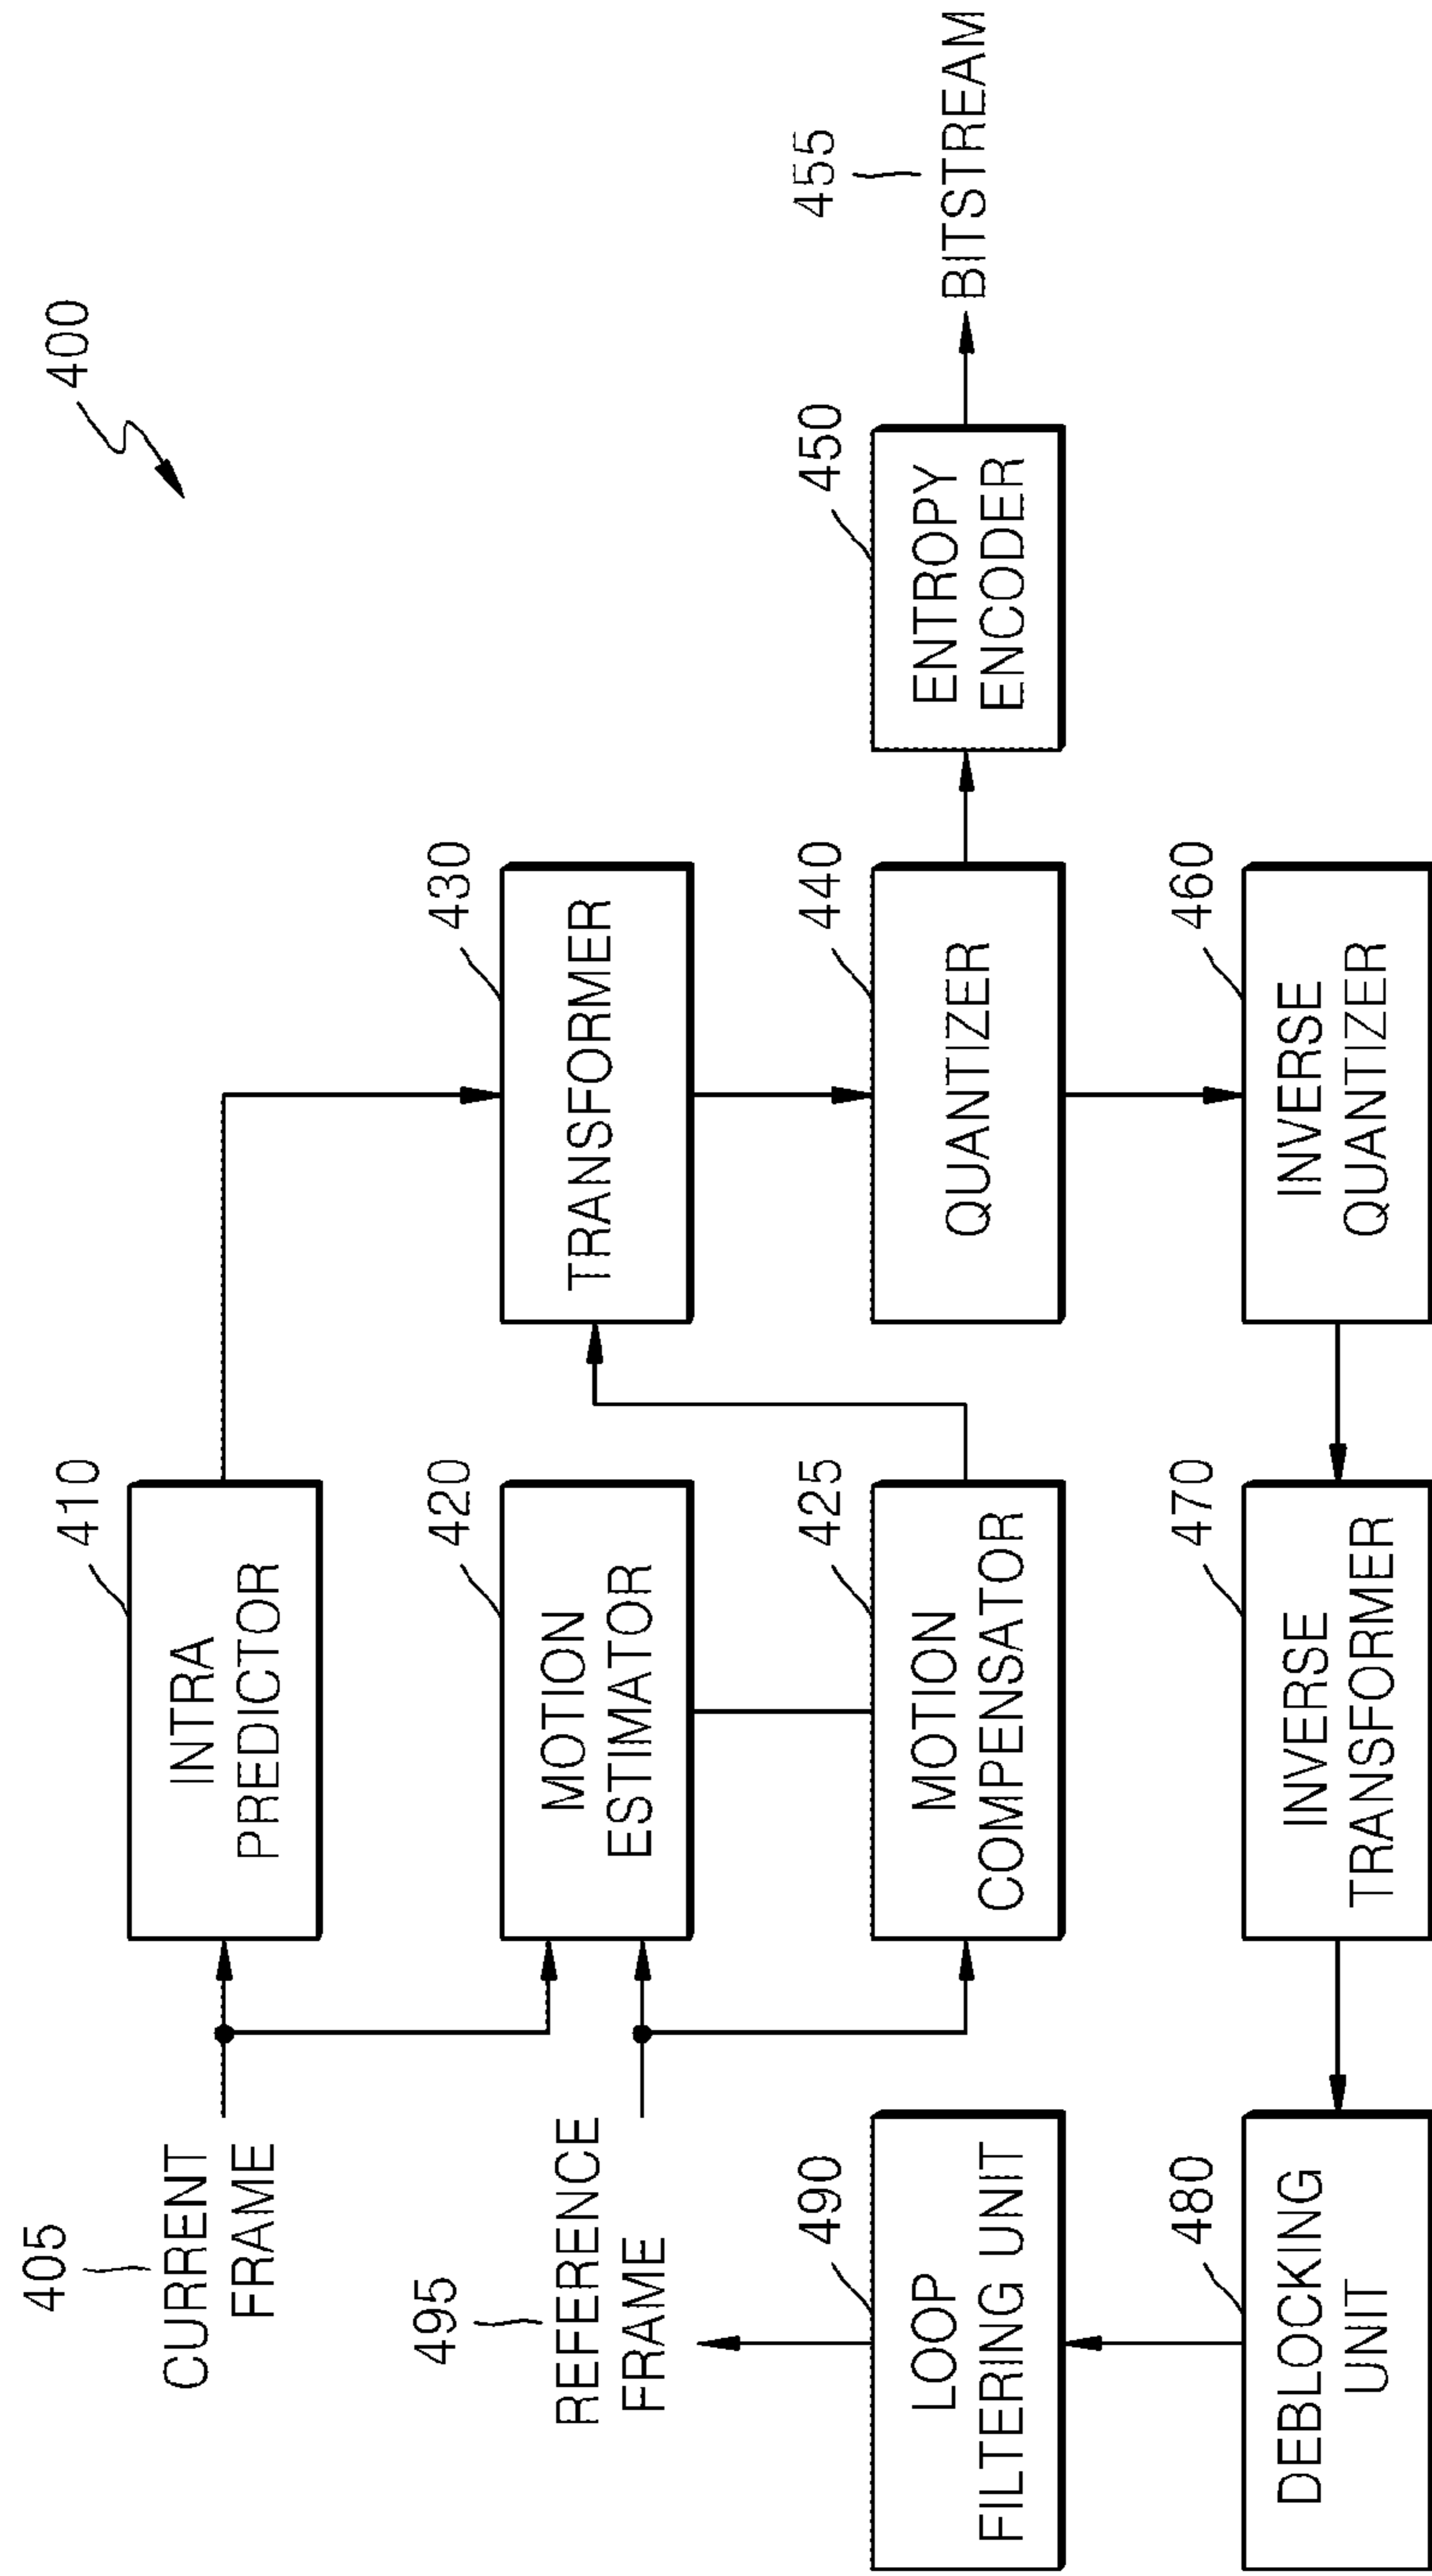 400
405
CURRENT
FRAME
410
INTRA
PREDICTOR
495
REFERENCE
FRAME
420
MOTION
ESTIMATOR
430
TRANSFORMER
490
LOOP
FILTERING UNIT
425
MOTION
COMPENSATOR
440
QUANTIZER
450
ENTROPY
ENCODER
455
BITSTREAM
480
DEBLOCKING
UNIT
470
INVERSE
TRANSFORMER
460
INVERSE
QUANTIZER